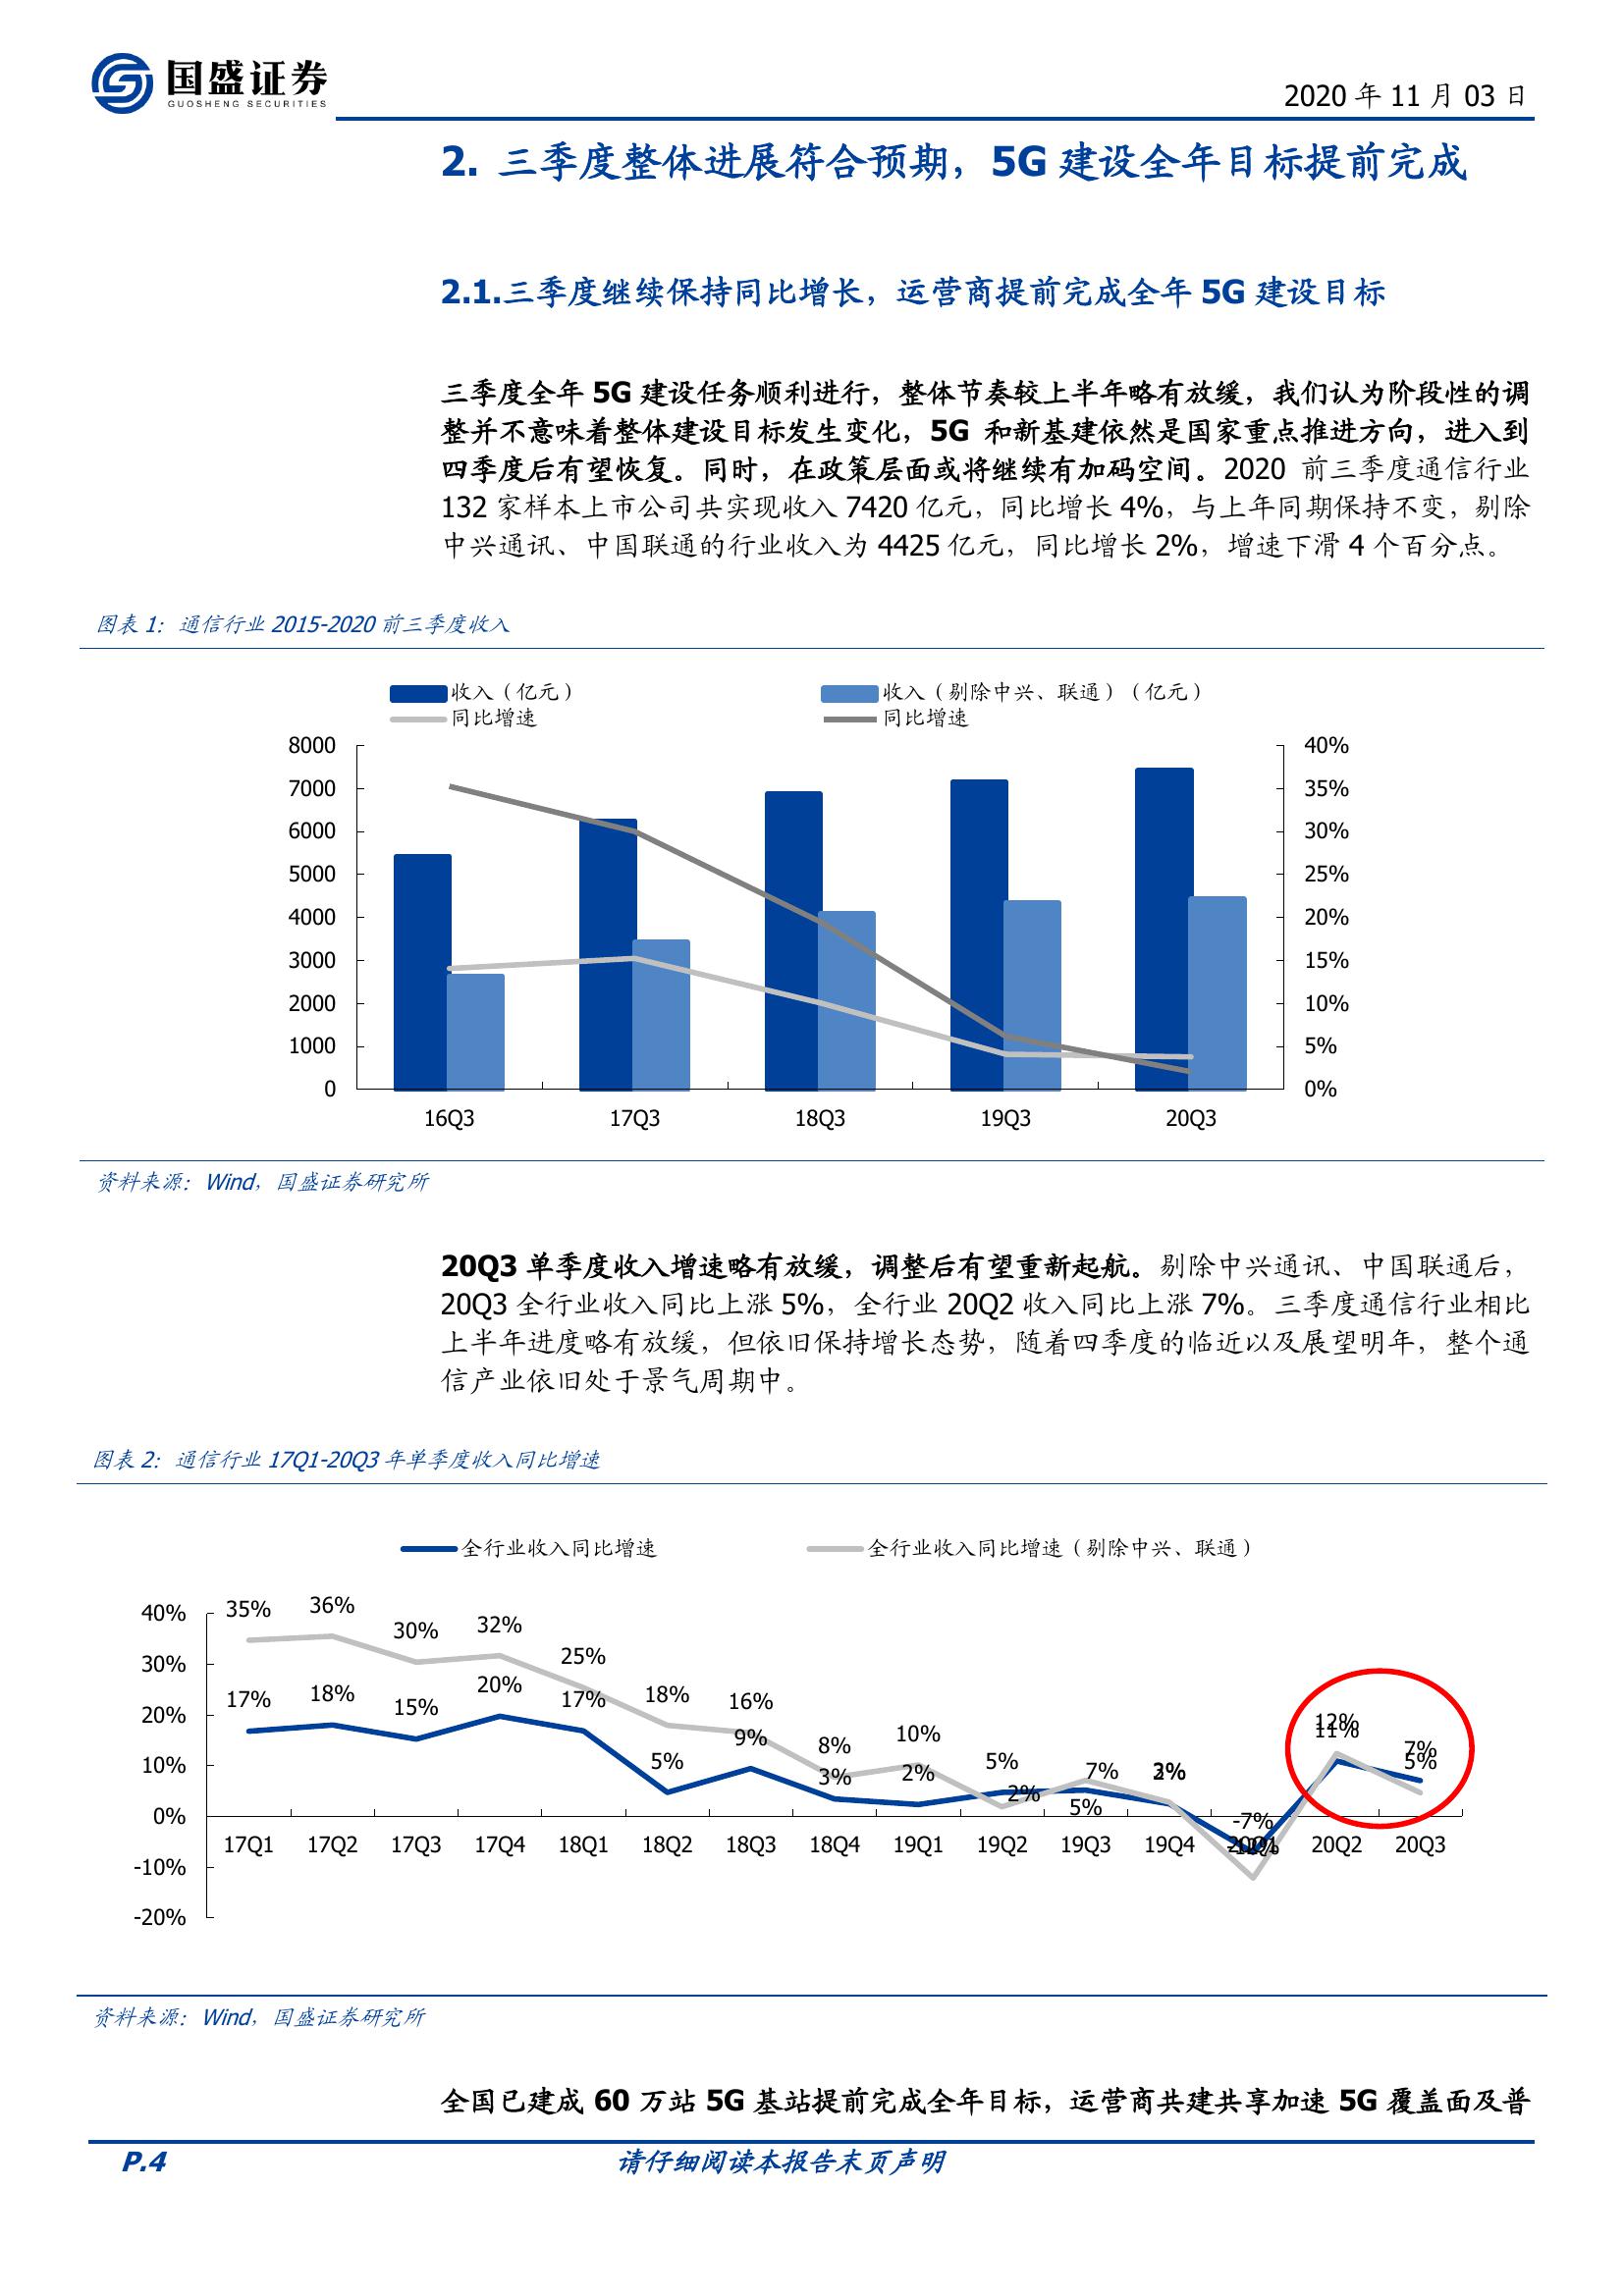 国盛证券
GUOSHENG SECURITIES
2020 年 11 月 03 日
2. 三季度整体进展符合预期，5G 建设全年目标提前完成
2.1.三季度继续保持同比增长，运营商提前完成全年 5G 建设目标
三季度全年 5G 建设任务顺利进行，整体节奏较上半年略有放缓，我们认为阶段性的调
整并不意味着整体建设目标发生变化，5G 和新基建依然是国家重点推进方向，进入到
四季度后有望恢复。同时，在政策层面或将继续有加码空间。2020 前三季度通信行业
132 家样本上市公司共实现收入 7420 亿元，同比增长 4%，与上年同期保持不变，剔除
中兴通讯、中国联通的行业收入为 4425 亿元，同比增长 2%，增速下滑 4 个百分点。
图表 1：通信行业 2015-2020 前三季度收入
收入（亿元） 收入（剔除中兴、联通）（亿元）
同比增速 同比增速
8000 40%
7000 35%
6000 30%
5000 25%
4000 20%
3000 15%
2000 10%
1000 5%
0 0%
16Q3 17Q3 18Q3 19Q3 20Q3
资料来源：Wind，国盛证券研究所
20Q3 单季度收入增速略有放缓，调整后有望重新起航。剔除中兴通讯、中国联通后，
20Q3 全行业收入同比上涨 5%，全行业 20Q2 收入同比上涨 7%。三季度通信行业相比
上半年进度略有放缓，但依旧保持增长态势，随着四季度的临近以及展望明年，整个通
信产业依旧处于景气周期中。
图表 2：通信行业 17Q1-20Q3 年单季度收入同比增速
全行业收入同比增速 全行业收入同比增速（剔除中兴、联通）
40%
30%
20%
10%
0%
-10%
-20%
35% 36% 30% 32% 25% 18% 16% 8% 10% 2% 7% 3% -12% 12% 5%
17% 18% 15% 20% 17% 5% 9% 3% 2% 5% 5% 2% -7% 11% 7%
17Q1 17Q2 17Q3 17Q4 18Q1 18Q2 18Q3 18Q4 19Q1 19Q2 19Q3 19Q4 20Q1 20Q2 20Q3
资料来源：Wind，国盛证券研究所
全国已建成 60 万站 5G 基站提前完成全年目标，运营商共建共享加速 5G 覆盖面及普
P.4 请仔细阅读本报告末页声明